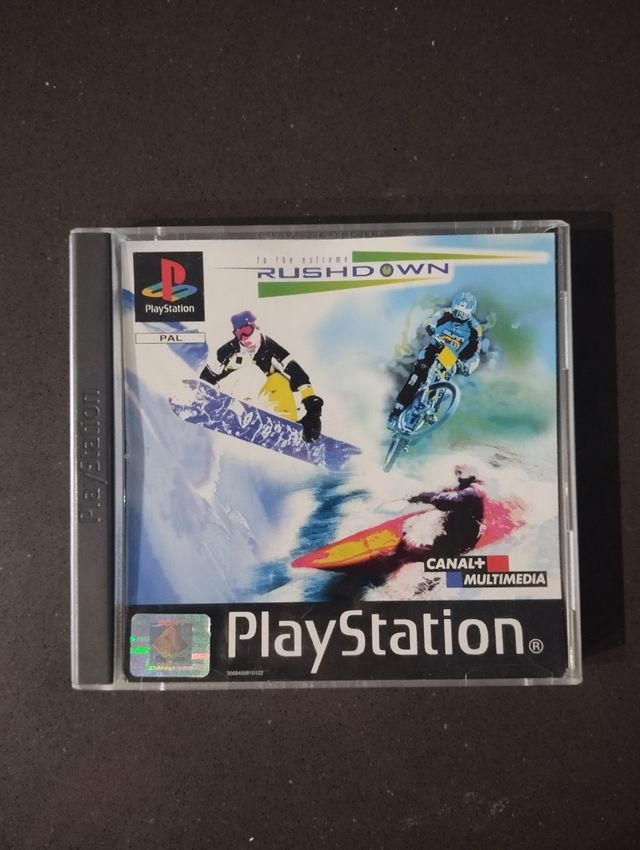 to the extreme
RUSHDOWN
PlayStation
PAL
PlayStation
CANAL+
MULTIMEDIA
PlayStation®